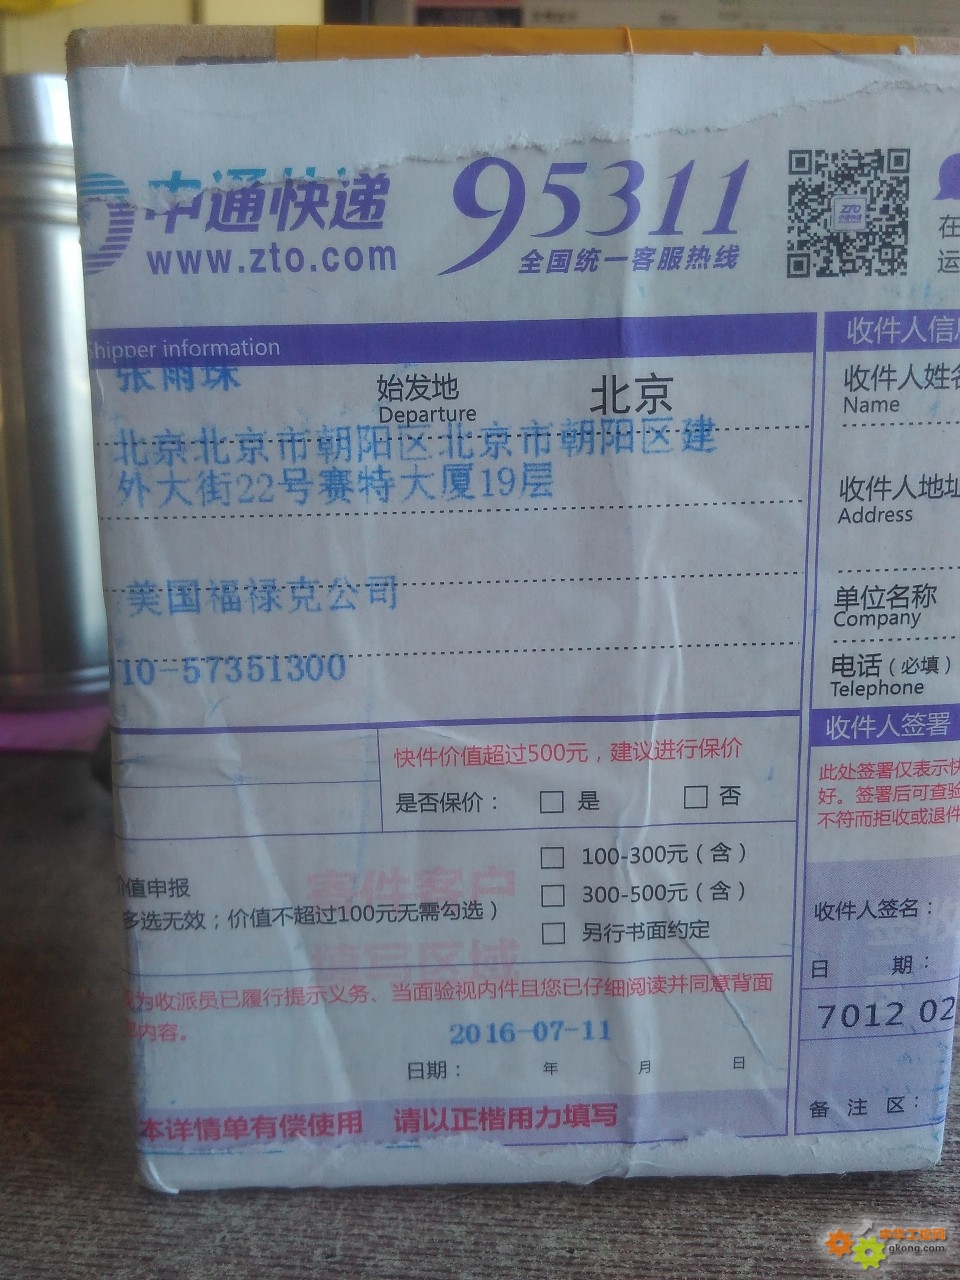 中通快递
www.zto.com
95311
全国统一客服热线
ZTO
在
运
hipper information
张雨珠
始发地
Departure
北京
北京北京市朝阳区北京市朝阳区建
外大街22号赛特大厦19层
美国福禄克公司
10-57351300
快件价值超过500元，建议进行保价
是否保价： 是 否
价值申报
多选无效；价值不超过100元无需勾选）
100-300元（含）
300-500元（含）
另行书面约定
寄件客户
填写区域
为收派员已履行提示义务、当面验视内件且您已仔细阅读并同意背面
内容。
2016-07-11
日期： 年 月 日
本详情单有偿使用 请以正楷用力填写
收件人信
收件人姓名
Name
收件人地址
Address
单位名称
Company
电话（必填）
Telephone
收件人签署
此处签署仅表示快
好。签署后可查验
不符而拒收或退件
收件人签名：
日 期：
7012 02
备 注 区：
中华工控网
gkong.com